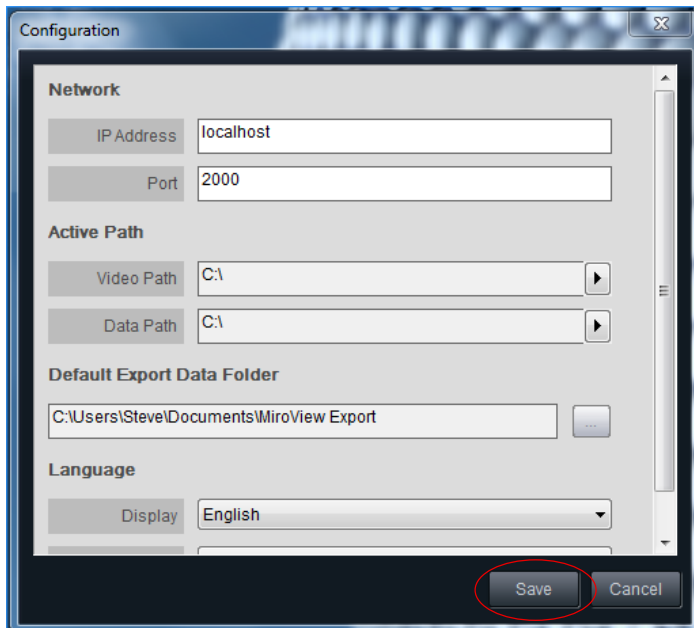 Configuration
Network
IP Address localhost
Port 2000
Active Path
Video Path C:\
Data Path C:\
Default Export Data Folder
C:\Users\Steve\Documents\MiroView Export ...
Language
Display English
Save Cancel